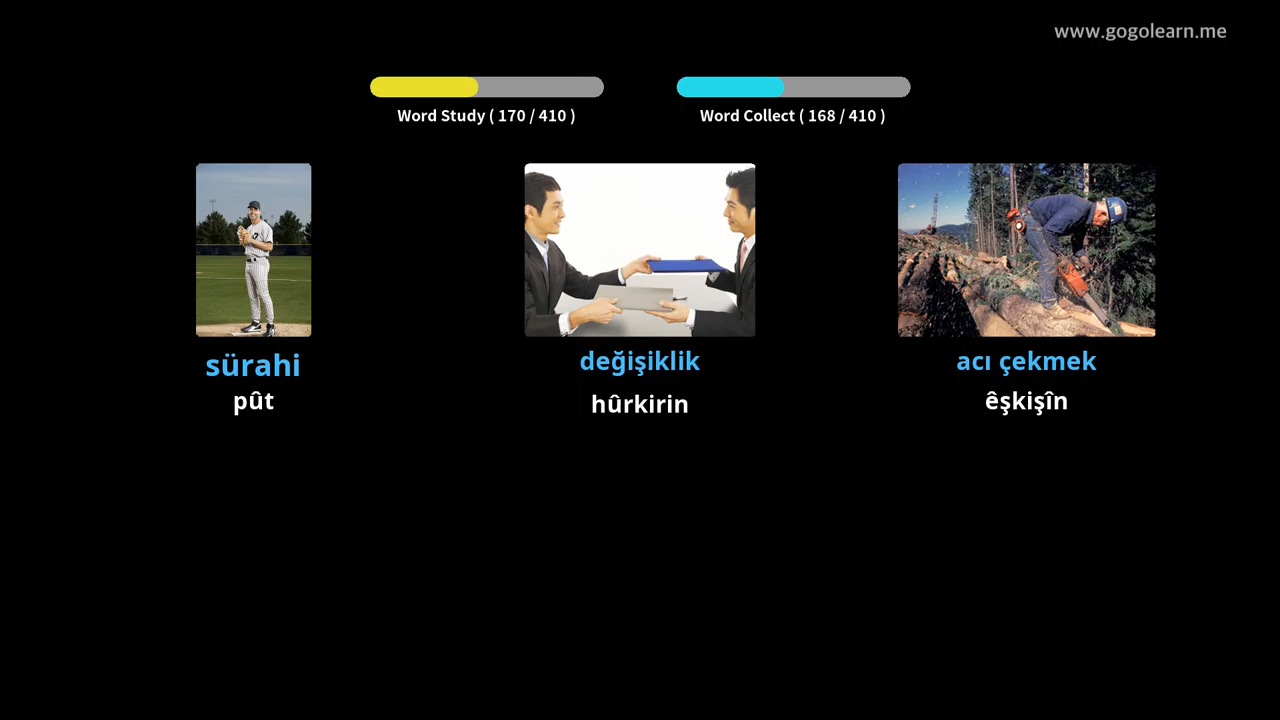 www.gogolearn.me
Word Study ( 170 / 410 )
Word Collect ( 168 / 410 )
sürahi
pût
değişiklik
hûrkirin
acı çekmek
êşkişîn